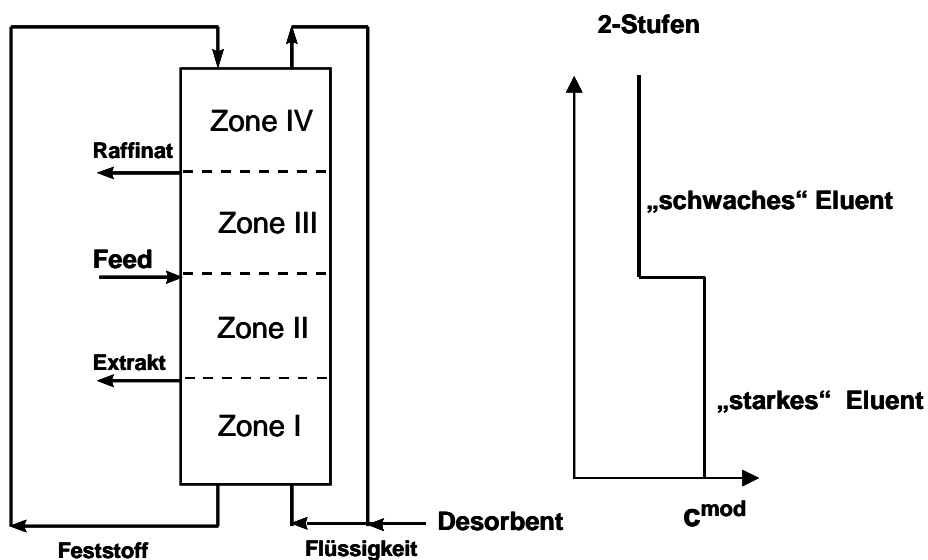 2-Stufen
Zone IV
Raffinat
Zone III
„schwaches“ Eluent
Feed
Zone II
Extrakt
„starkes“ Eluent
Zone I
c^mod
Desorbent
Feststoff
Flüssigkeit